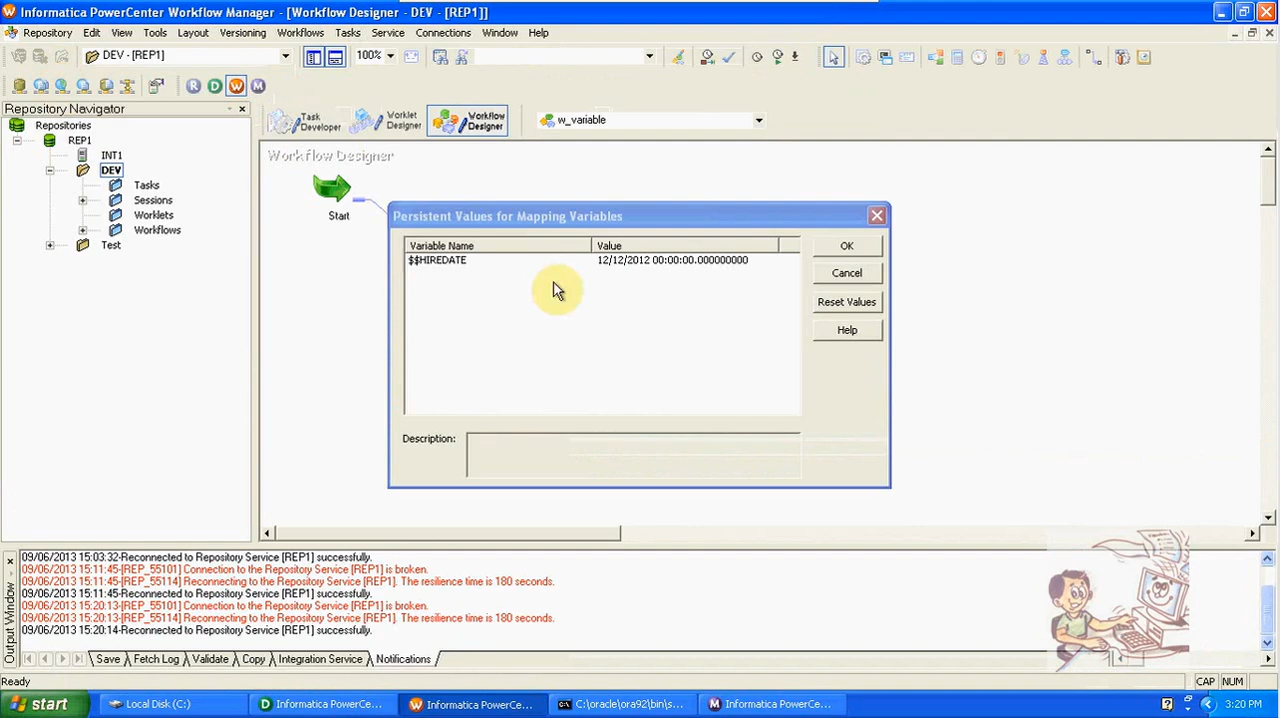 Informatica PowerCenter Workflow Manager - [Workflow Designer - DEV - [REP1]]
Repository Edit View Tools Layout Versioning Workflows Tasks Service Connections Window Help
DEV - [REP1] 100%
R D W M
Repository Navigator
Task Developer
Worklet Designer
Workflow Designer
w_variable
Repositories
REP1
INT1
DEV
Tasks
Sessions
Worklets
Workflows
Test
Workflow Designer
Start
Persistent Values for Mapping Variables
Variable Name Value
$$HIREDATE 12/12/2012 00:00:00.000000000
OK
Cancel
Reset Values
Help
Description:
Output Window
09/06/2013 15:03:32-Reconnected to Repository Service [REP1] successfully.
09/06/2013 15:11:45-[REP_55101] Connection to the Repository Service [REP1] is broken.
09/06/2013 15:11:45-[REP_55114] Reconnecting to the Repository Service [REP1]. The resilience time is 180 seconds.
09/06/2013 15:11:45-Reconnected to Repository Service [REP1] successfully.
09/06/2013 15:20:13-[REP_55101] Connection to the Repository Service [REP1] is broken.
09/06/2013 15:20:13-[REP_55114] Reconnecting to the Repository Service [REP1]. The resilience time is 180 seconds.
09/06/2013 15:20:14-Reconnected to Repository Service [REP1] successfully.
Save Fetch Log Validate Copy Integration Service Notifications
Ready CAP NUM
start Local Disk (C:) Informatica PowerCe... Informatica PowerCe... C:\oracle\ora92\bin\s... Informatica PowerCe... 3:20 PM